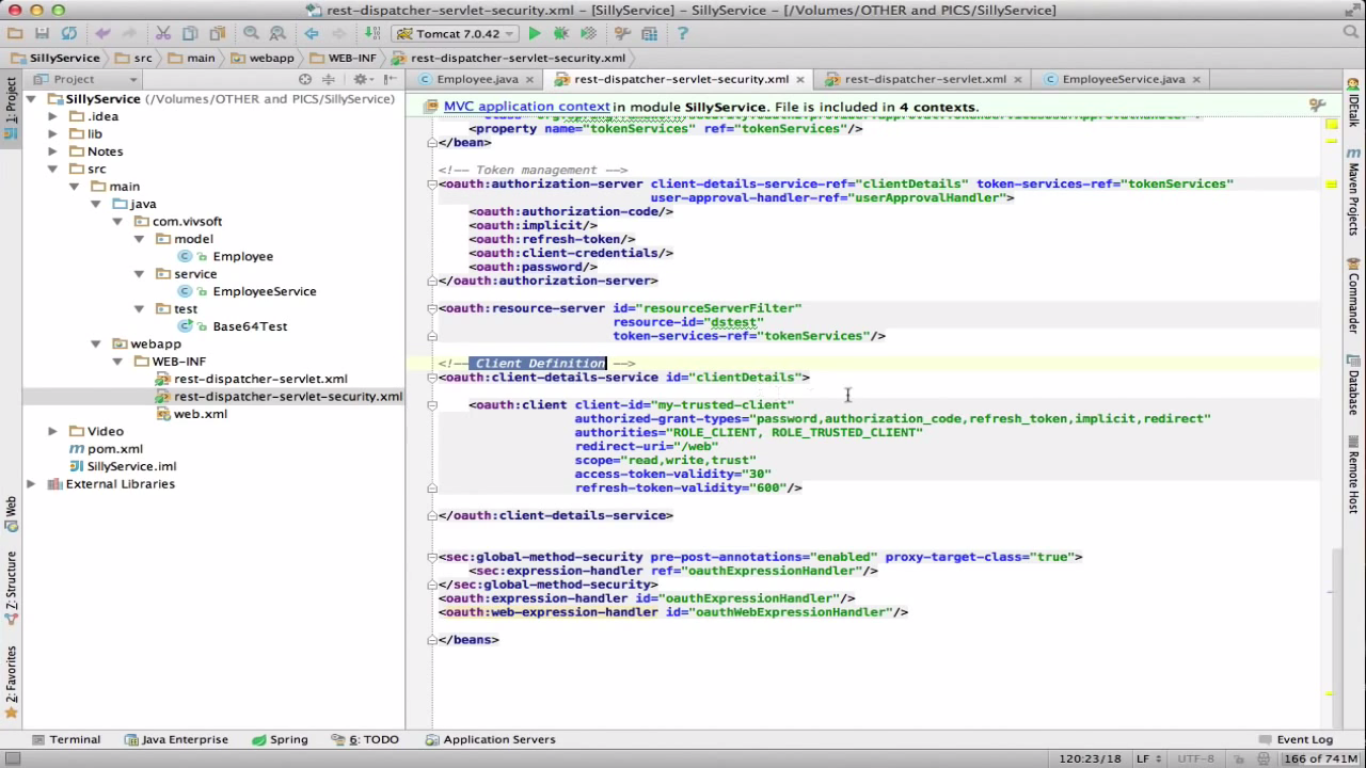 rest-dispatcher-servlet-security.xml - [SillyService] - SillyService - [/Volumes/OTHER and PICS/SillyService]
Tomcat 7.0.42
SillyService src main webapp WEB-INF rest-dispatcher-servlet-security.xml
Project
Employee.java rest-dispatcher-servlet-security.xml rest-dispatcher-servlet.xml EmployeeService.java
1: Project
SillyService (/Volumes/OTHER and PICS/SillyService)
.idea
lib
Notes
src
main
java
com.vivsoft
model
Employee
service
EmployeeService
test
Base64Test
webapp
WEB-INF
rest-dispatcher-servlet.xml
rest-dispatcher-servlet-security.xml
web.xml
Video
pom.xml
SillyService.iml
External Libraries
Web
Z: Structure
2: Favorites
MVC application context in module SillyService. File is included in 4 contexts.
<property name="tokenServices" ref="tokenServices"/>
</bean>
<!-- Token management -->
<oauth:authorization-server client-details-service-ref="clientDetails" token-services-ref="tokenServices"
user-approval-handler-ref="userApprovalHandler">
<oauth:authorization-code/>
<oauth:implicit/>
<oauth:refresh-token/>
<oauth:client-credentials/>
<oauth:password/>
</oauth:authorization-server>
<oauth:resource-server id="resourceServerFilter"
resource-id="dstest"
token-services-ref="tokenServices"/>
<!-- Client Definition -->
<oauth:client-details-service id="clientDetails">
<oauth:client client-id="my-trusted-client"
authorized-grant-types="password,authorization_code,refresh_token,implicit,redirect"
authorities="ROLE_CLIENT, ROLE_TRUSTED_CLIENT"
redirect-uri="/web"
scope="read,write,trust"
access-token-validity="30"
refresh-token-validity="600"/>
</oauth:client-details-service>
<sec:global-method-security pre-post-annotations="enabled" proxy-target-class="true">
<sec:expression-handler ref="oauthExpressionHandler"/>
</sec:global-method-security>
<oauth:expression-handler id="oauthExpressionHandler"/>
<oauth:web-expression-handler id="oauthWebExpressionHandler"/>
</beans>
IDEtalk
Maven Projects
Commander
Database
Remote Host
Terminal Java Enterprise Spring 6: TODO Application Servers Event Log
120:23/18 LF UTF-8 166 of 741M